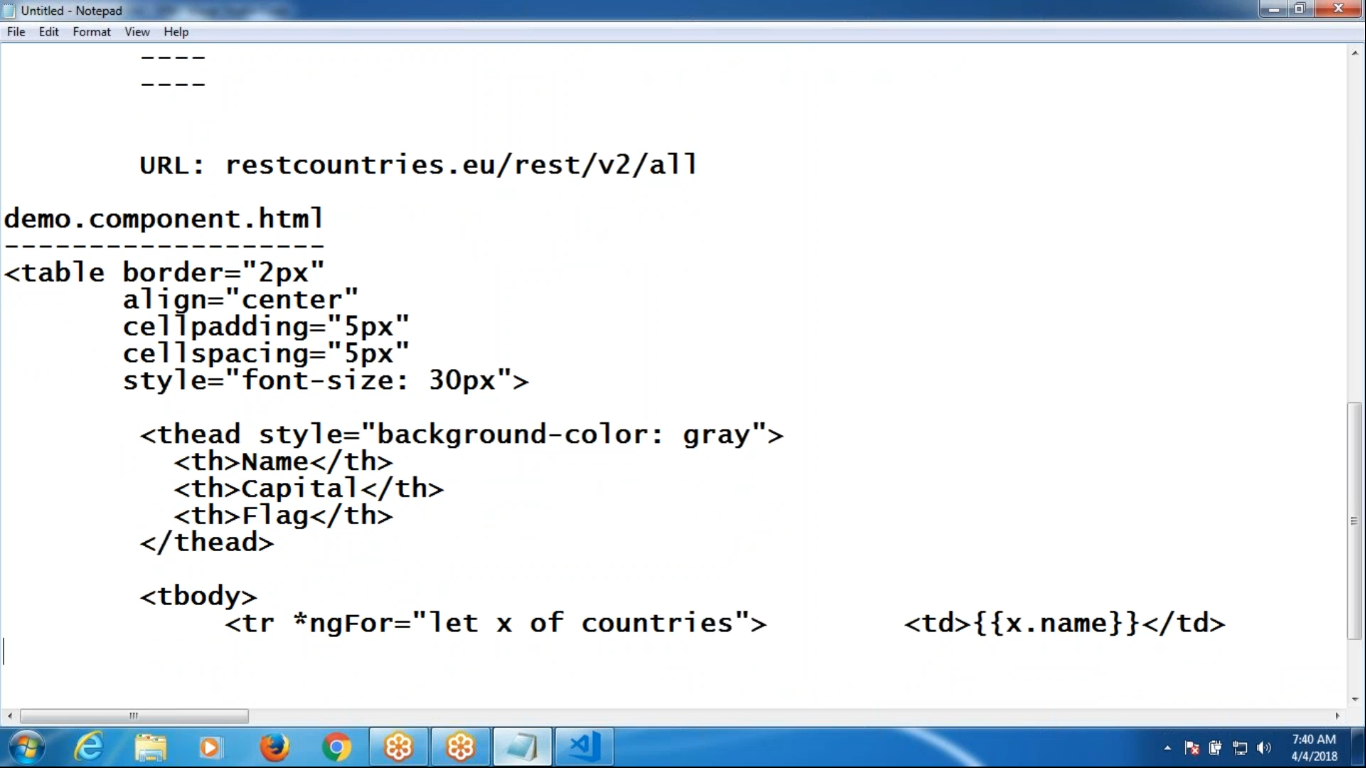 Untitled - Notepad
File Edit Format View Help
----
----
URL: restcountries.eu/rest/v2/all
demo.component.html
-------------------
<table border="2px"
align="center"
cellpadding="5px"
cellspacing="5px"
style="font-size: 30px">
<thead style="background-color: gray">
<th>Name</th>
<th>Capital</th>
<th>Flag</th>
</thead>
<tbody>
<tr *ngFor="let x of countries"> <td>{{x.name}}</td>
7:40 AM
4/4/2018